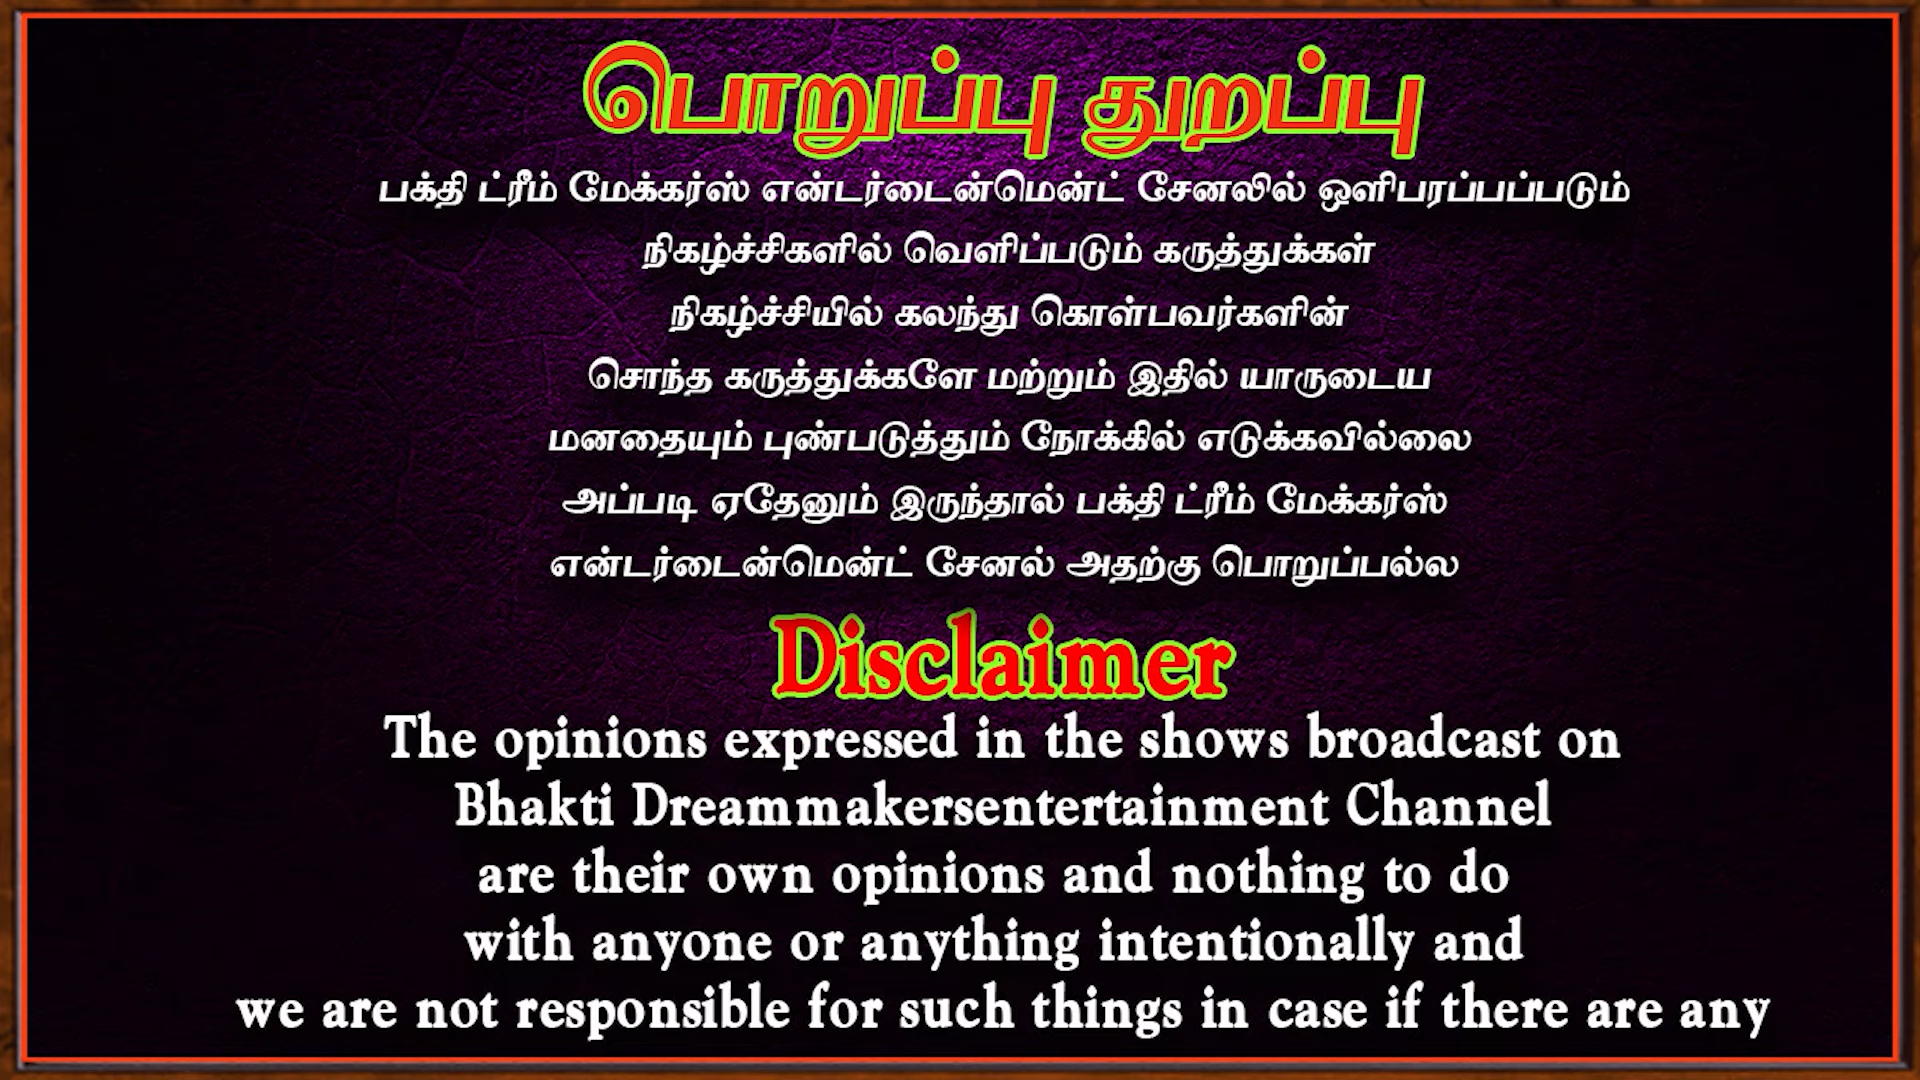 பொறுப்பு துறப்பு
பக்தி ட்ரீம் மேக்கர்ஸ் என்டர்டைன்மென்ட் சேனலில் ஒளிபரப்பப்படும்
நிகழ்ச்சிகளில் வெளிப்படும் கருத்துக்கள்
நிகழ்ச்சியில் கலந்து கொள்பவர்களின்
சொந்த கருத்துக்களே மற்றும் இதில் யாருடைய
மனதையும் புண்படுத்தும் நோக்கில் எடுக்கவில்லை
அப்படி ஏதேனும் இருந்தால் பக்தி ட்ரீம் மேக்கர்ஸ்
என்டர்டைன்மென்ட் சேனல் அதற்கு பொறுப்பல்ல
Disclaimer
The opinions expressed in the shows broadcast on
Bhakti Dreammakersentertainment Channel
are their own opinions and nothing to do
with anyone or anything intentionally and
we are not responsible for such things in case if there are any